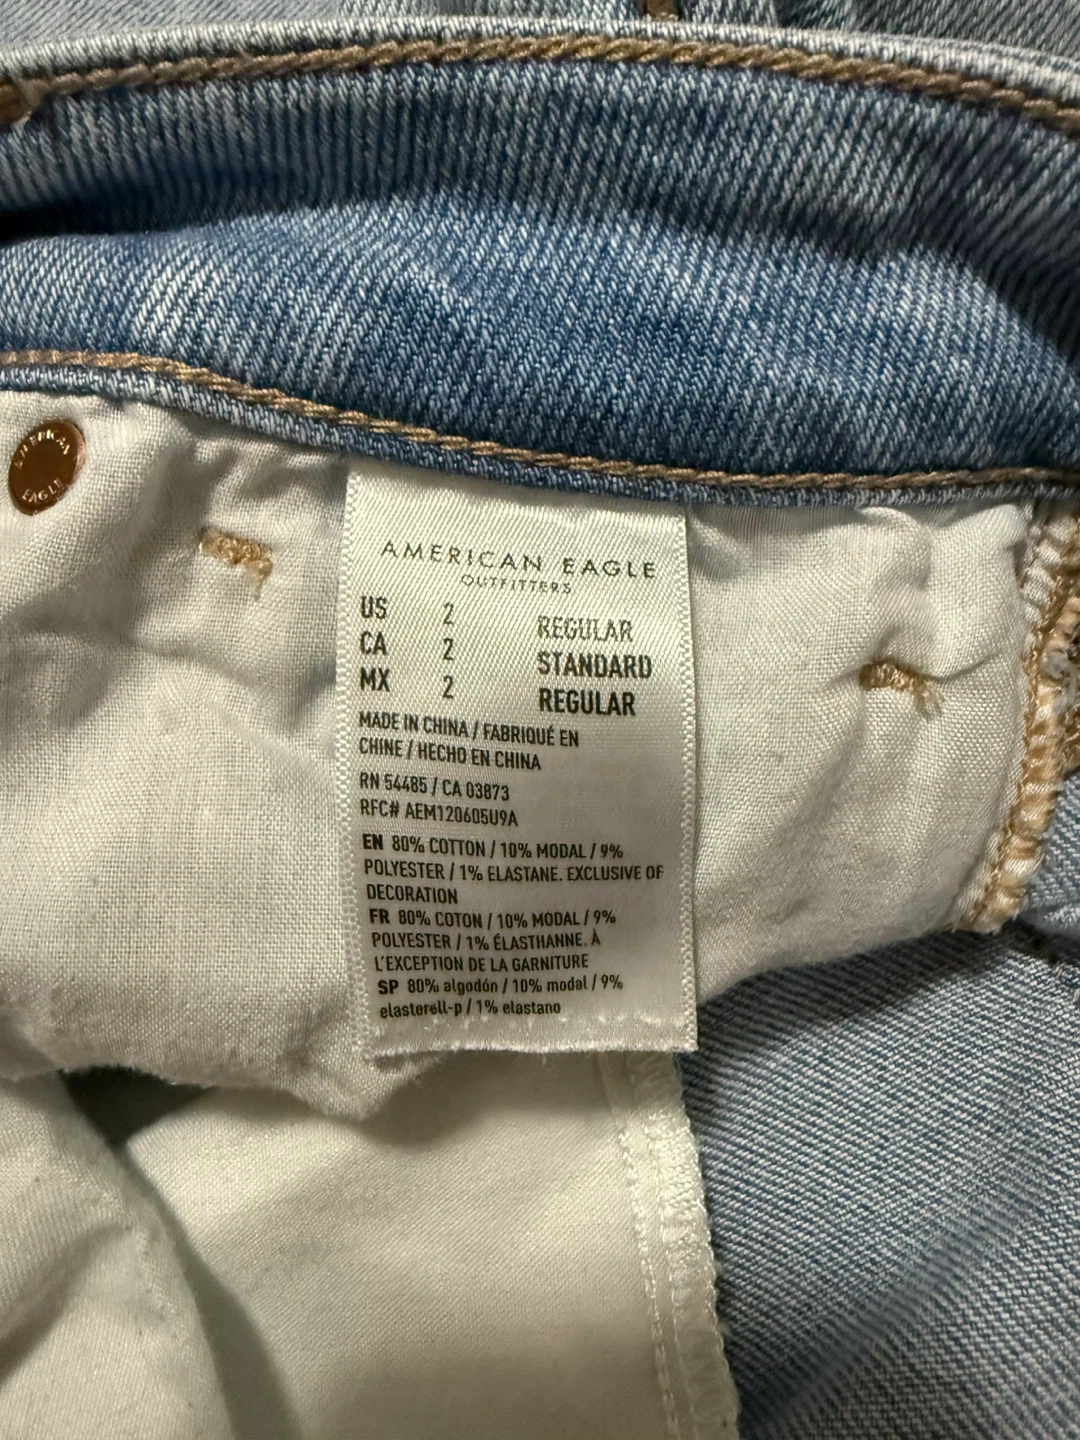 AMERICAN
EAGLE
AMERICAN EAGLE
OUTFITTERS
US 2 REGULAR
CA 2 STANDARD
MX 2 REGULAR
MADE IN CHINA / FABRIQUÉ EN
CHINE / HECHO EN CHINA
RN 54485 / CA 03873
RFC# AEM120605U9A
EN 80% COTTON / 10% MODAL / 9%
POLYESTER / 1% ELASTANE. EXCLUSIVE OF
DECORATION
FR 80% COTON / 10% MODAL / 9%
POLYESTER / 1% ÉLASTHANNE. À
L'EXCEPTION DE LA GARNITURE
SP 80% algodón / 10% modal / 9%
elasterell-p / 1% elastano